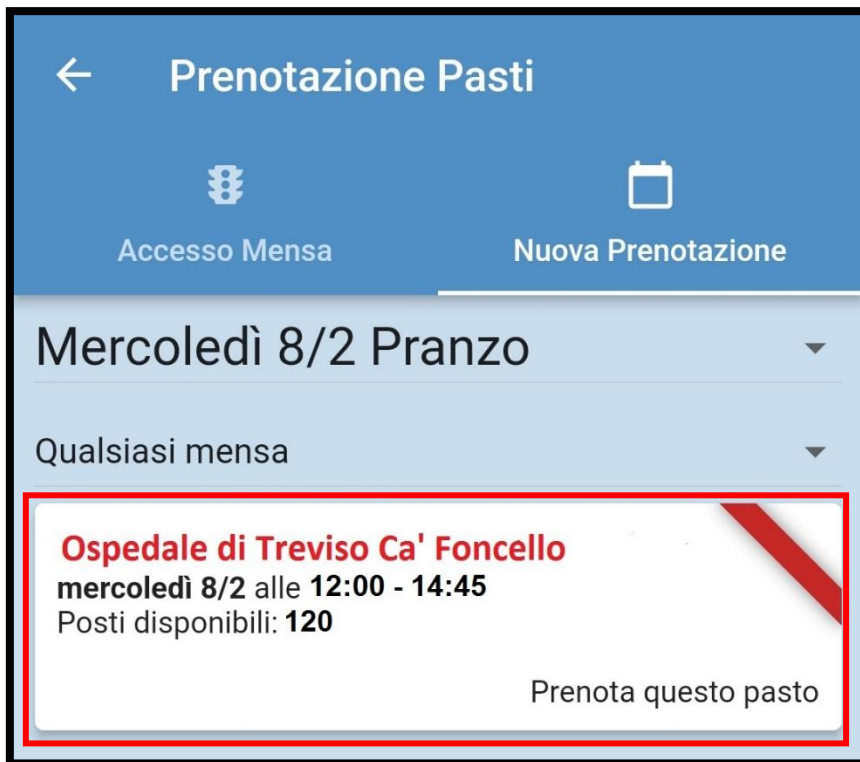 Prenotazione Pasti
Accesso Mensa
Nuova Prenotazione
Mercoledì 8/2 Pranzo
Qualsiasi mensa
Ospedale di Treviso Ca' Foncello
mercoledì 8/2 alle 12:00 - 14:45
Posti disponibili: 120
Prenota questo pasto